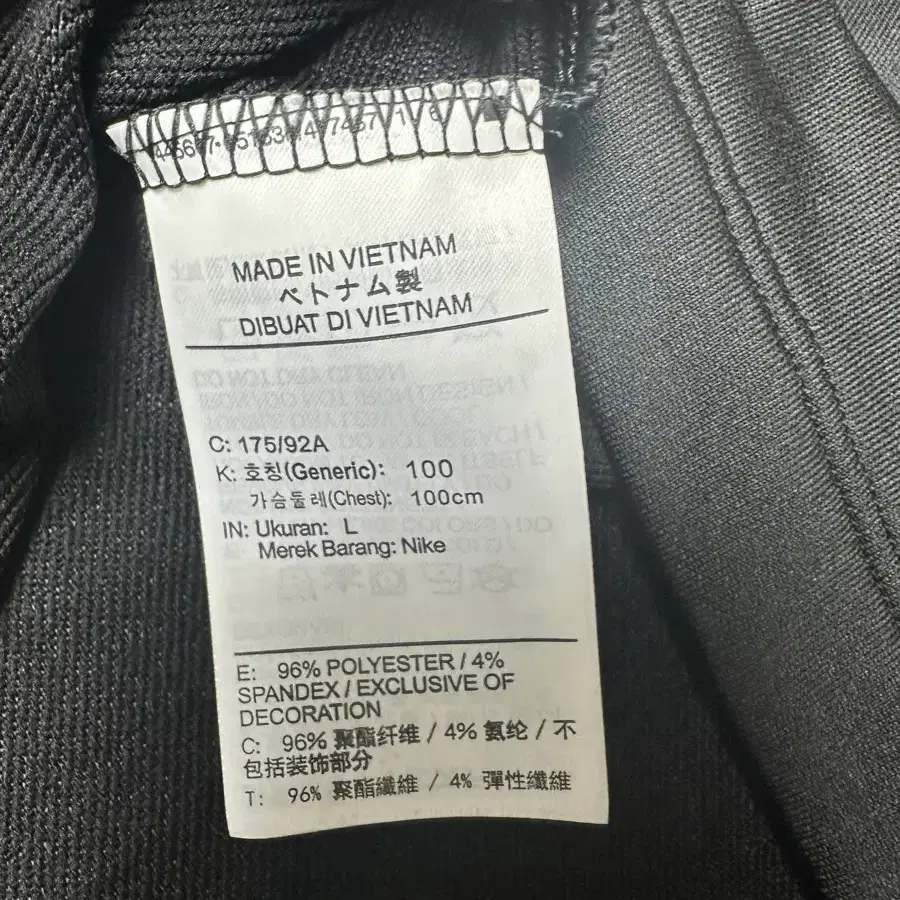 MADE IN VIETNAM
ベトナム製
DIBUAT DI VIETNAM
C: 175/92A
K: 호칭(Generic): 100
가슴둘레(Chest): 100cm
IN: Ukuran: L
Merek Barang: Nike
E: 96% POLYESTER / 4%
SPANDEX / EXCLUSIVE OF
DECORATION
C: 96% 聚酯纤维 / 4% 氨纶 / 不
包括装饰部分
T: 96% 聚酯纖維 / 4% 彈性纖維